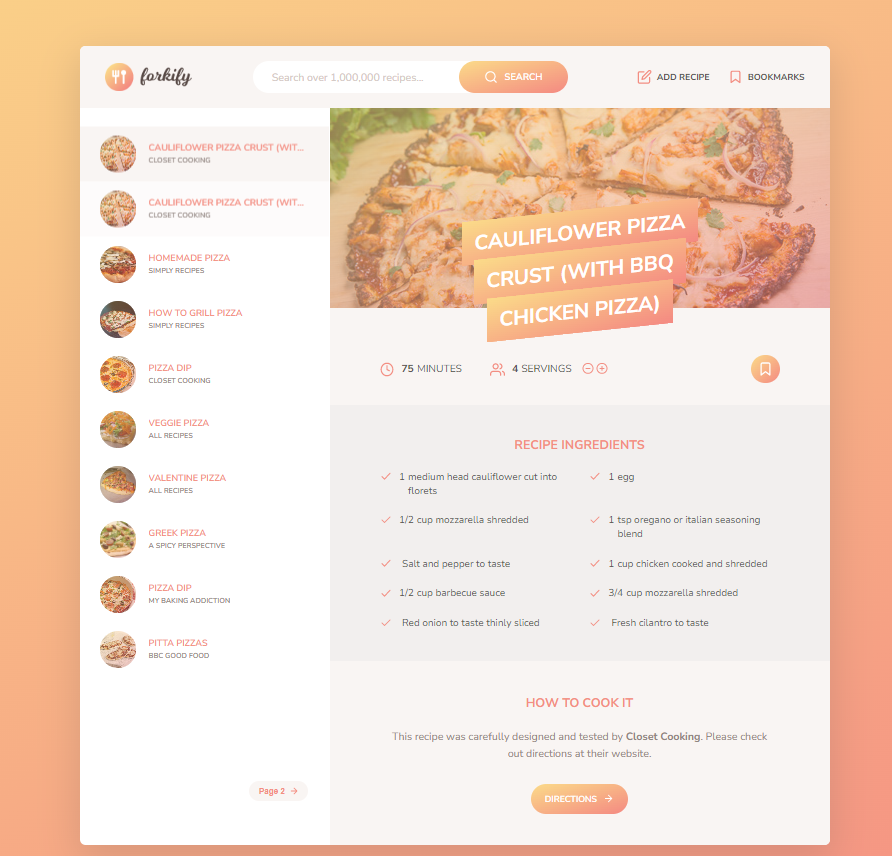 forkify
Search over 1,000,000 recipes...
SEARCH
ADD RECIPE
BOOKMARKS
CAULIFLOWER PIZZA CRUST (WIT...
CLOSET COOKING
CAULIFLOWER PIZZA CRUST (WIT...
CLOSET COOKING
HOMEMADE PIZZA
SIMPLY RECIPES
HOW TO GRILL PIZZA
SIMPLY RECIPES
PIZZA DIP
CLOSET COOKING
VEGGIE PIZZA
ALL RECIPES
VALENTINE PIZZA
ALL RECIPES
GREEK PIZZA
A SPICY PERSPECTIVE
PIZZA DIP
MY BAKING ADDICTION
PITTA PIZZAS
BBC GOOD FOOD
Page 2 →
CAULIFLOWER PIZZA
CRUST (WITH BBQ
CHICKEN PIZZA)
75 MINUTES
4 SERVINGS
RECIPE INGREDIENTS
1 medium head cauliflower cut into
florets
1 egg
1/2 cup mozzarella shredded
1 tsp oregano or italian seasoning
blend
Salt and pepper to taste
1 cup chicken cooked and shredded
1/2 cup barbecue sauce
3/4 cup mozzarella shredded
Red onion to taste thinly sliced
Fresh cilantro to taste
HOW TO COOK IT
This recipe was carefully designed and tested by Closet Cooking. Please check
out directions at their website.
DIRECTIONS →